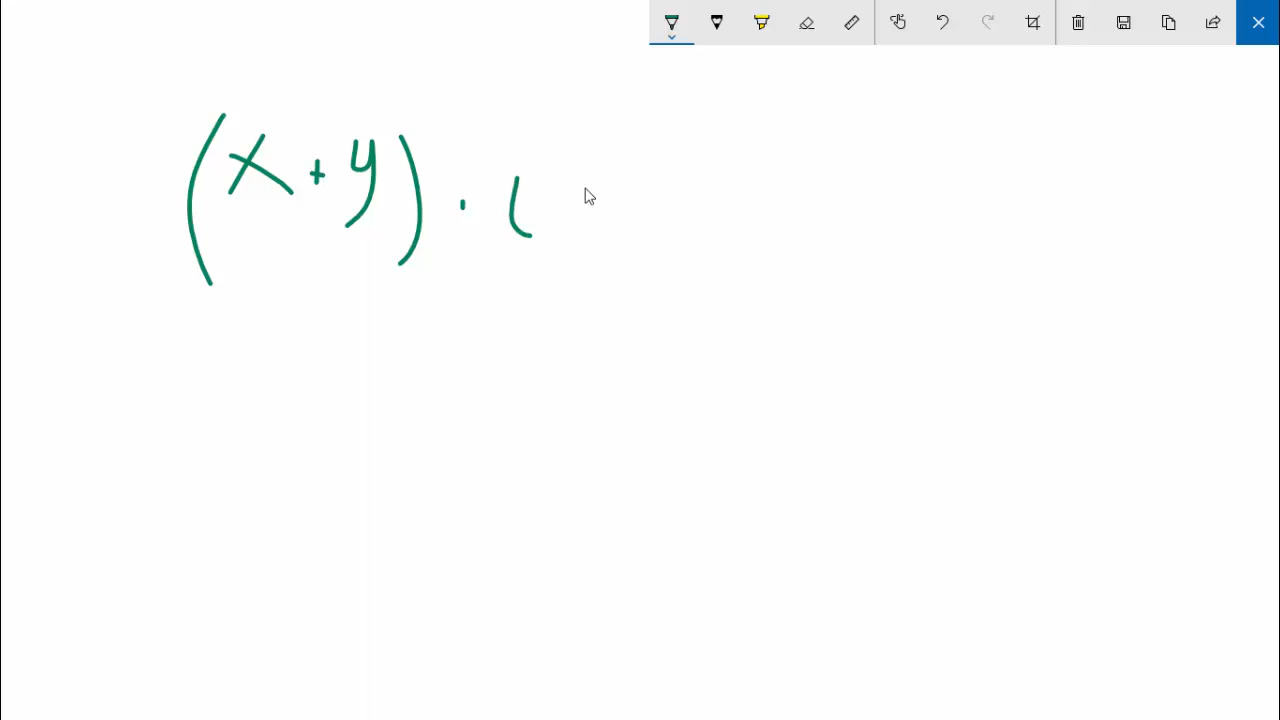 (x + y) · (